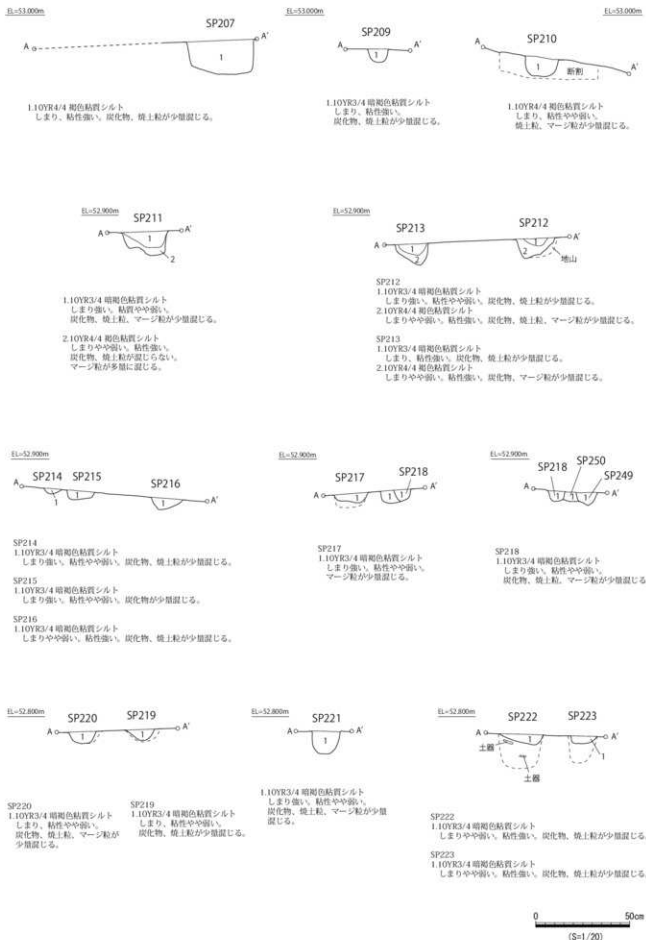 EL=53.000m
SP207
A
A'
1
1.10YR4/4 褐色粘質シルト
しまり、粘性強い。炭化物、焼土粒が少量混じる。
EL=53.000m
SP209
A
A'
1
1.10YR3/4 暗褐色粘質シルト
しまり、粘性強い。
炭化物、焼土粒が少量混じる。
EL=53.000m
SP210
A
A'
1
断割
1.10YR4/4 褐色粘質シルト
しまり、粘性やや弱い。
焼土粒、マージ粒が少量混じる。
EL=52.900m
SP211
A
A'
1
2
1.10YR3/4 暗褐色粘質シルト
しまり強い。粘質やや弱い。
炭化物、焼土粒、マージ粒が少量混じる。
2.10YR4/4 褐色粘質シルト
しまりやや弱い。粘性強い。
炭化物、焼土粒が混じらない。
マージ粒が多量に混じる。
EL=52.900m
SP213
SP212
A
A'
1
2
1
2
地山
SP212
1.10YR3/4 暗褐色粘質シルト
しまり強い。粘性やや弱い。炭化物、焼土粒が少量混じる。
2.10YR4/4 褐色粘質シルト
しまりやや弱い。粘性強い。炭化物、焼土粒、マージ粒が少量混じる。
SP213
1.10YR3/4 暗褐色粘質シルト
しまり、粘性強い。炭化物、焼土粒が少量混じる。
2.10YR4/4 褐色粘質シルト
しまりやや弱い。粘性強い。炭化物、マージ粒が少量混じる。
EL=52.900m
SP214
SP215
SP216
A
A'
1
1
1
SP214
1.10YR3/4 暗褐色粘質シルト
しまり強い。粘性やや弱い。炭化物、焼土粒が少量混じる。
SP215
1.10YR3/4 暗褐色粘質シルト
しまり強い。粘性やや弱い。炭化物が少量混じる。
SP216
1.10YR3/4 暗褐色粘質シルト
しまりやや弱い。粘性強い。炭化物、焼土粒が少量混じる。
EL=52.900m
SP217
SP218
A
A'
1
1
1
SP217
1.10YR3/4 暗褐色粘質シルト
しまり強い。粘性やや弱い。
マージ粒が少量混じる。
EL=52.900m
SP218
SP250
SP249
A
A'
1
1
1
SP218
1.10YR3/4 暗褐色粘質シルト
しまり強い。粘性やや弱い。
炭化物、焼土粒、マージ粒が少量混じる
EL=52.800m
SP220
SP219
A
A'
1
1
SP220
1.10YR3/4 暗褐色粘質シルト
しまり、粘性やや弱い。
炭化物、焼土粒、マージ粒が
少量混じる。
SP219
1.10YR3/4 暗褐色粘質シルト
しまり、粘性やや弱い。
炭化物、焼土粒が少量混じる。
EL=52.800m
SP221
A
A'
1
1.10YR3/4 暗褐色粘質シルト
しまり強い。粘性やや弱い。
炭化物、焼土粒、マージ粒が少量
混じる。
EL=52.800m
SP222
SP223
A
A'
土器
1
1
土器
SP222
1.10YR3/4 暗褐色粘質シルト
しまりやや弱い。粘性強い。炭化物、焼土粒が少量混じる
SP223
1.10YR3/4 暗褐色粘質シルト
しまりやや弱い。粘性強い。炭化物、焼土粒が少量混じる。
0
50cm
(S=1/20)